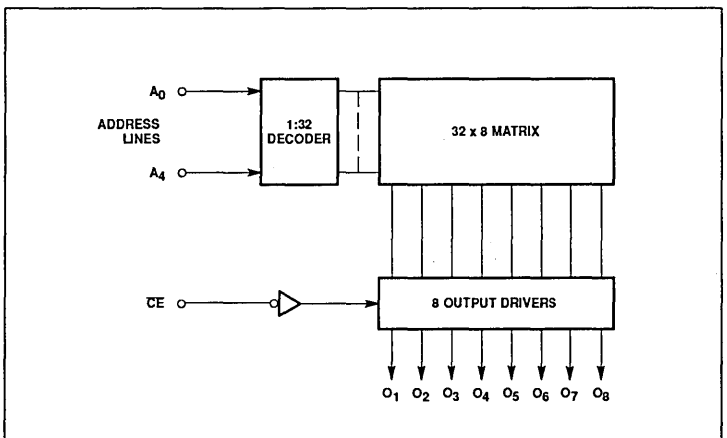 A0
ADDRESS
LINES
A4
1:32
DECODER
32 x 8 MATRIX
C̅E̅
8 OUTPUT DRIVERS
O1 O2 O3 O4 O5 O6 O7 O8